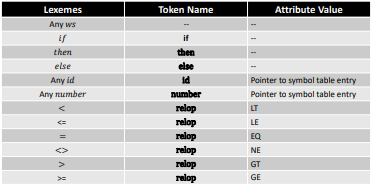 Lexemes Token Name Attribute Value
Any ws -- --
if if --
then then --
else else --
Any id id Pointer to symbol table entry
Any number number Pointer to symbol table entry
< relop LT
<= relop LE
= relop EQ
<> relop NE
> relop GT
>= relop GE